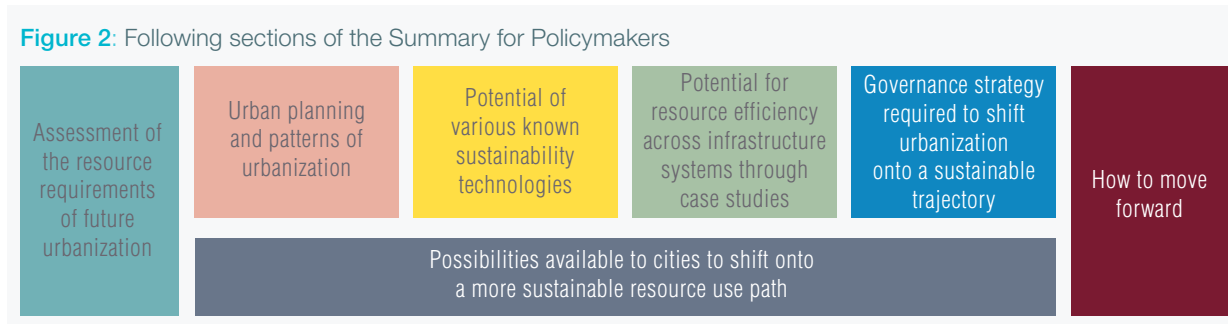 Figure 2: Following sections of the Summary for Policymakers
Assessment of
the resource
requirements
of future
urbanization
Urban planning
and patterns of
urbanization
Potential of
various known
sustainability
technologies
Potential for
resource efficiency
across infrastructure
systems through
case studies
Governance strategy
required to shift
urbanization
onto a sustainable
trajectory
How to move
forward
Possibilities available to cities to shift onto
a more sustainable resource use path